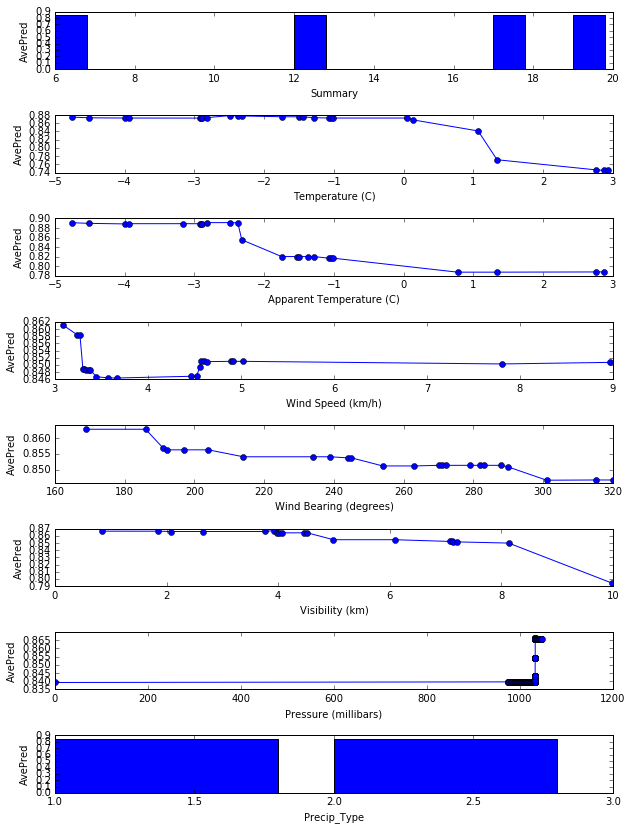 0.9
0.8
0.7
0.6
0.5
0.4
0.3
0.2
0.1
0.0
AvePred
6 8 10 12 14 16 18 20
Summary
0.88
0.86
0.84
0.82
0.80
0.78
0.76
0.74
AvePred
−5 −4 −3 −2 −1 0 1 2 3
Temperature (C)
0.90
0.88
0.86
0.84
0.82
0.80
0.78
AvePred
−5 −4 −3 −2 −1 0 1 2 3
Apparent Temperature (C)
0.862
0.860
0.858
0.856
0.854
0.852
0.850
0.848
0.846
AvePred
3 4 5 6 7 8 9
Wind Speed (km/h)
0.860
0.855
0.850
AvePred
160 180 200 220 240 260 280 300 320
Wind Bearing (degrees)
0.87
0.86
0.85
0.84
0.83
0.82
0.81
0.80
0.79
AvePred
0 2 4 6 8 10
Visibility (km)
0.865
0.860
0.855
0.850
0.845
0.840
0.835
AvePred
0 200 400 600 800 1000 1200
Pressure (millibars)
0.9
0.8
0.7
0.6
0.5
0.4
0.3
0.2
0.1
0.0
AvePred
1.0 1.5 2.0 2.5 3.0
Precip_Type